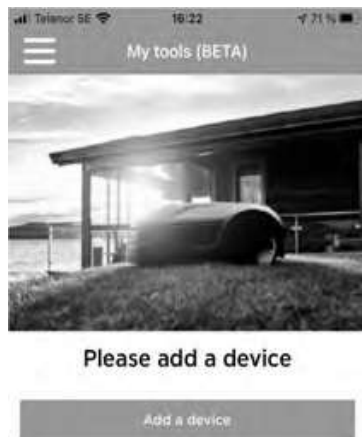 Telenor SE 16:22 71 %
My tools (BETA)
Please add a device
Add a device